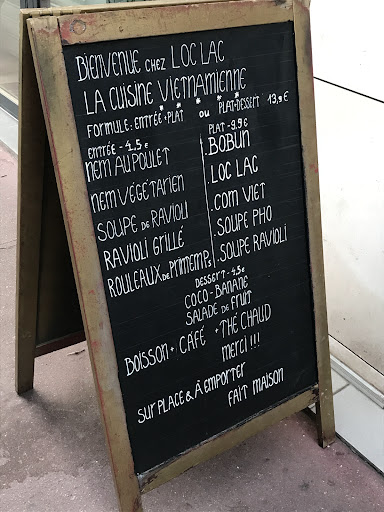 BIENVENUE CHEZ LOC LAC
LA CUISINE VIETNAMIENNE
FORMULE : ENTRÉE + PLAT * ou * PLAT + DESSERT 13,9€
ENTRÉE - 4.5€
NEM AU POULET
NEM VÉGÉTARIEN
SOUPE DE RAVIOLI
RAVIOLI GRILLÉ
ROULEAUX DE PRIMTEMPS
PLAT - 9.9€
BOBUN
LOC LAC
COM VIET
SOUPE PHO
SOUPE RAVIOLI
DESSERT - 4.5€
COCO-BANANE
SALADE DE FRUIT
BOISSON + CAFÉ + THÉ CHAUD
MERCI !!!
SUR PLACE & À EMPORTER
FAIT MAISON